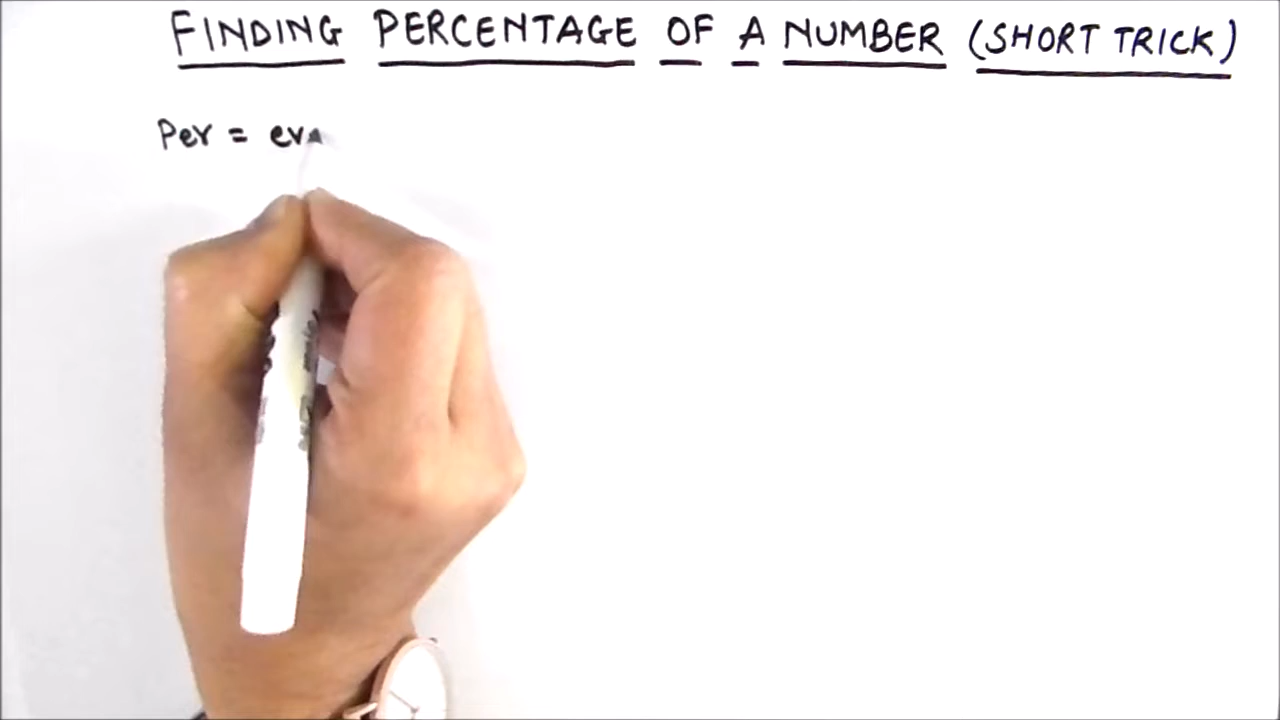 FINDING PERCENTAGE OF A NUMBER (SHORT TRICK)
Per =